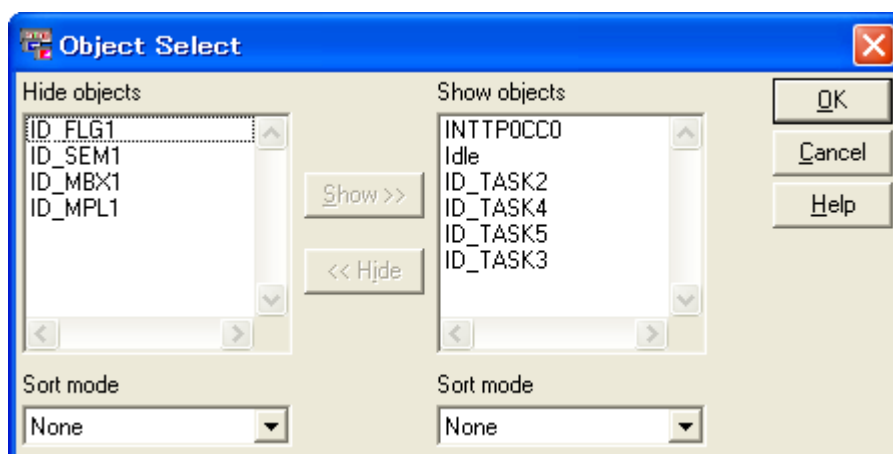 Object Select
Hide objects
ID_FLG1
ID_SEM1
ID_MBX1
ID_MPL1
Show >>
<< Hide
Show objects
INTTP0CC0
Idle
ID_TASK2
ID_TASK4
ID_TASK5
ID_TASK3
OK
Cancel
Help
Sort mode
None
Sort mode
None